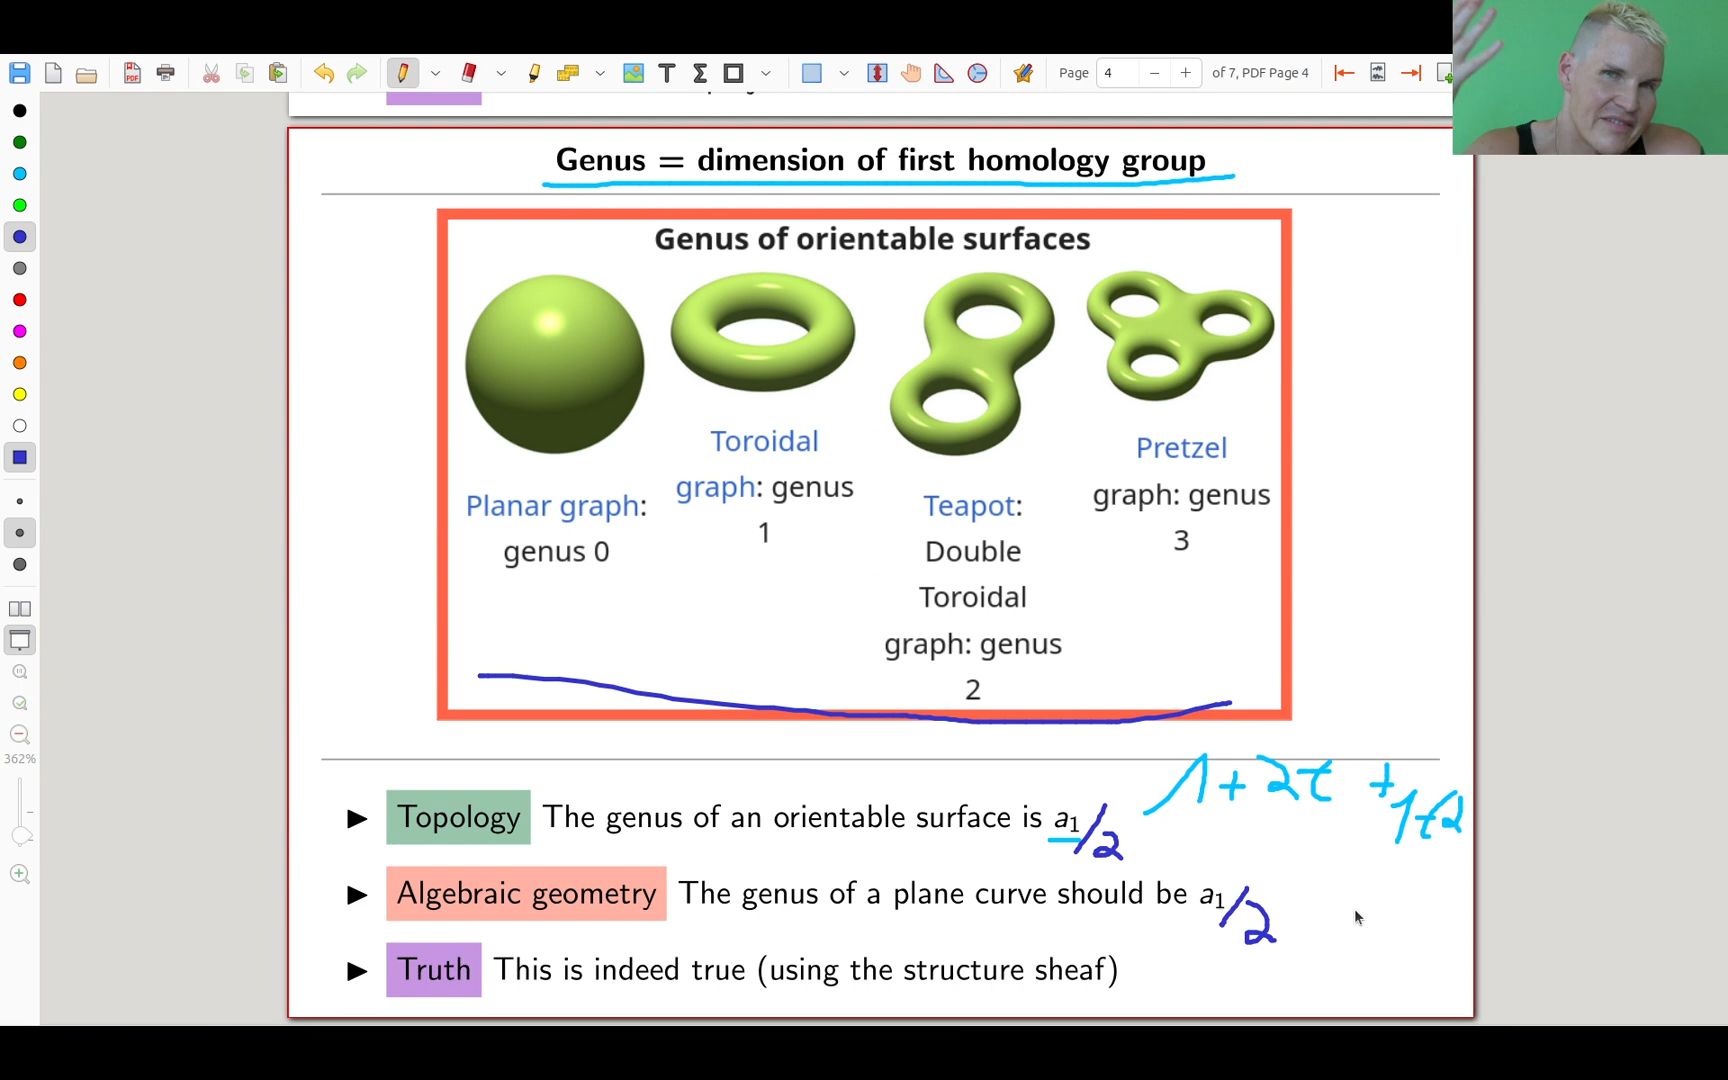 Page 4 of 7, PDF Page 4
Genus = dimension of first homology group
Genus of orientable surfaces
Planar graph:
genus 0
Toroidal
graph: genus
1
Teapot:
Double
Toroidal
graph: genus
2
Pretzel
graph: genus
3
1 + 2t + 1t2
Topology The genus of an orientable surface is a₁/2
Algebraic geometry The genus of a plane curve should be a₁/2
Truth This is indeed true (using the structure sheaf)
362%